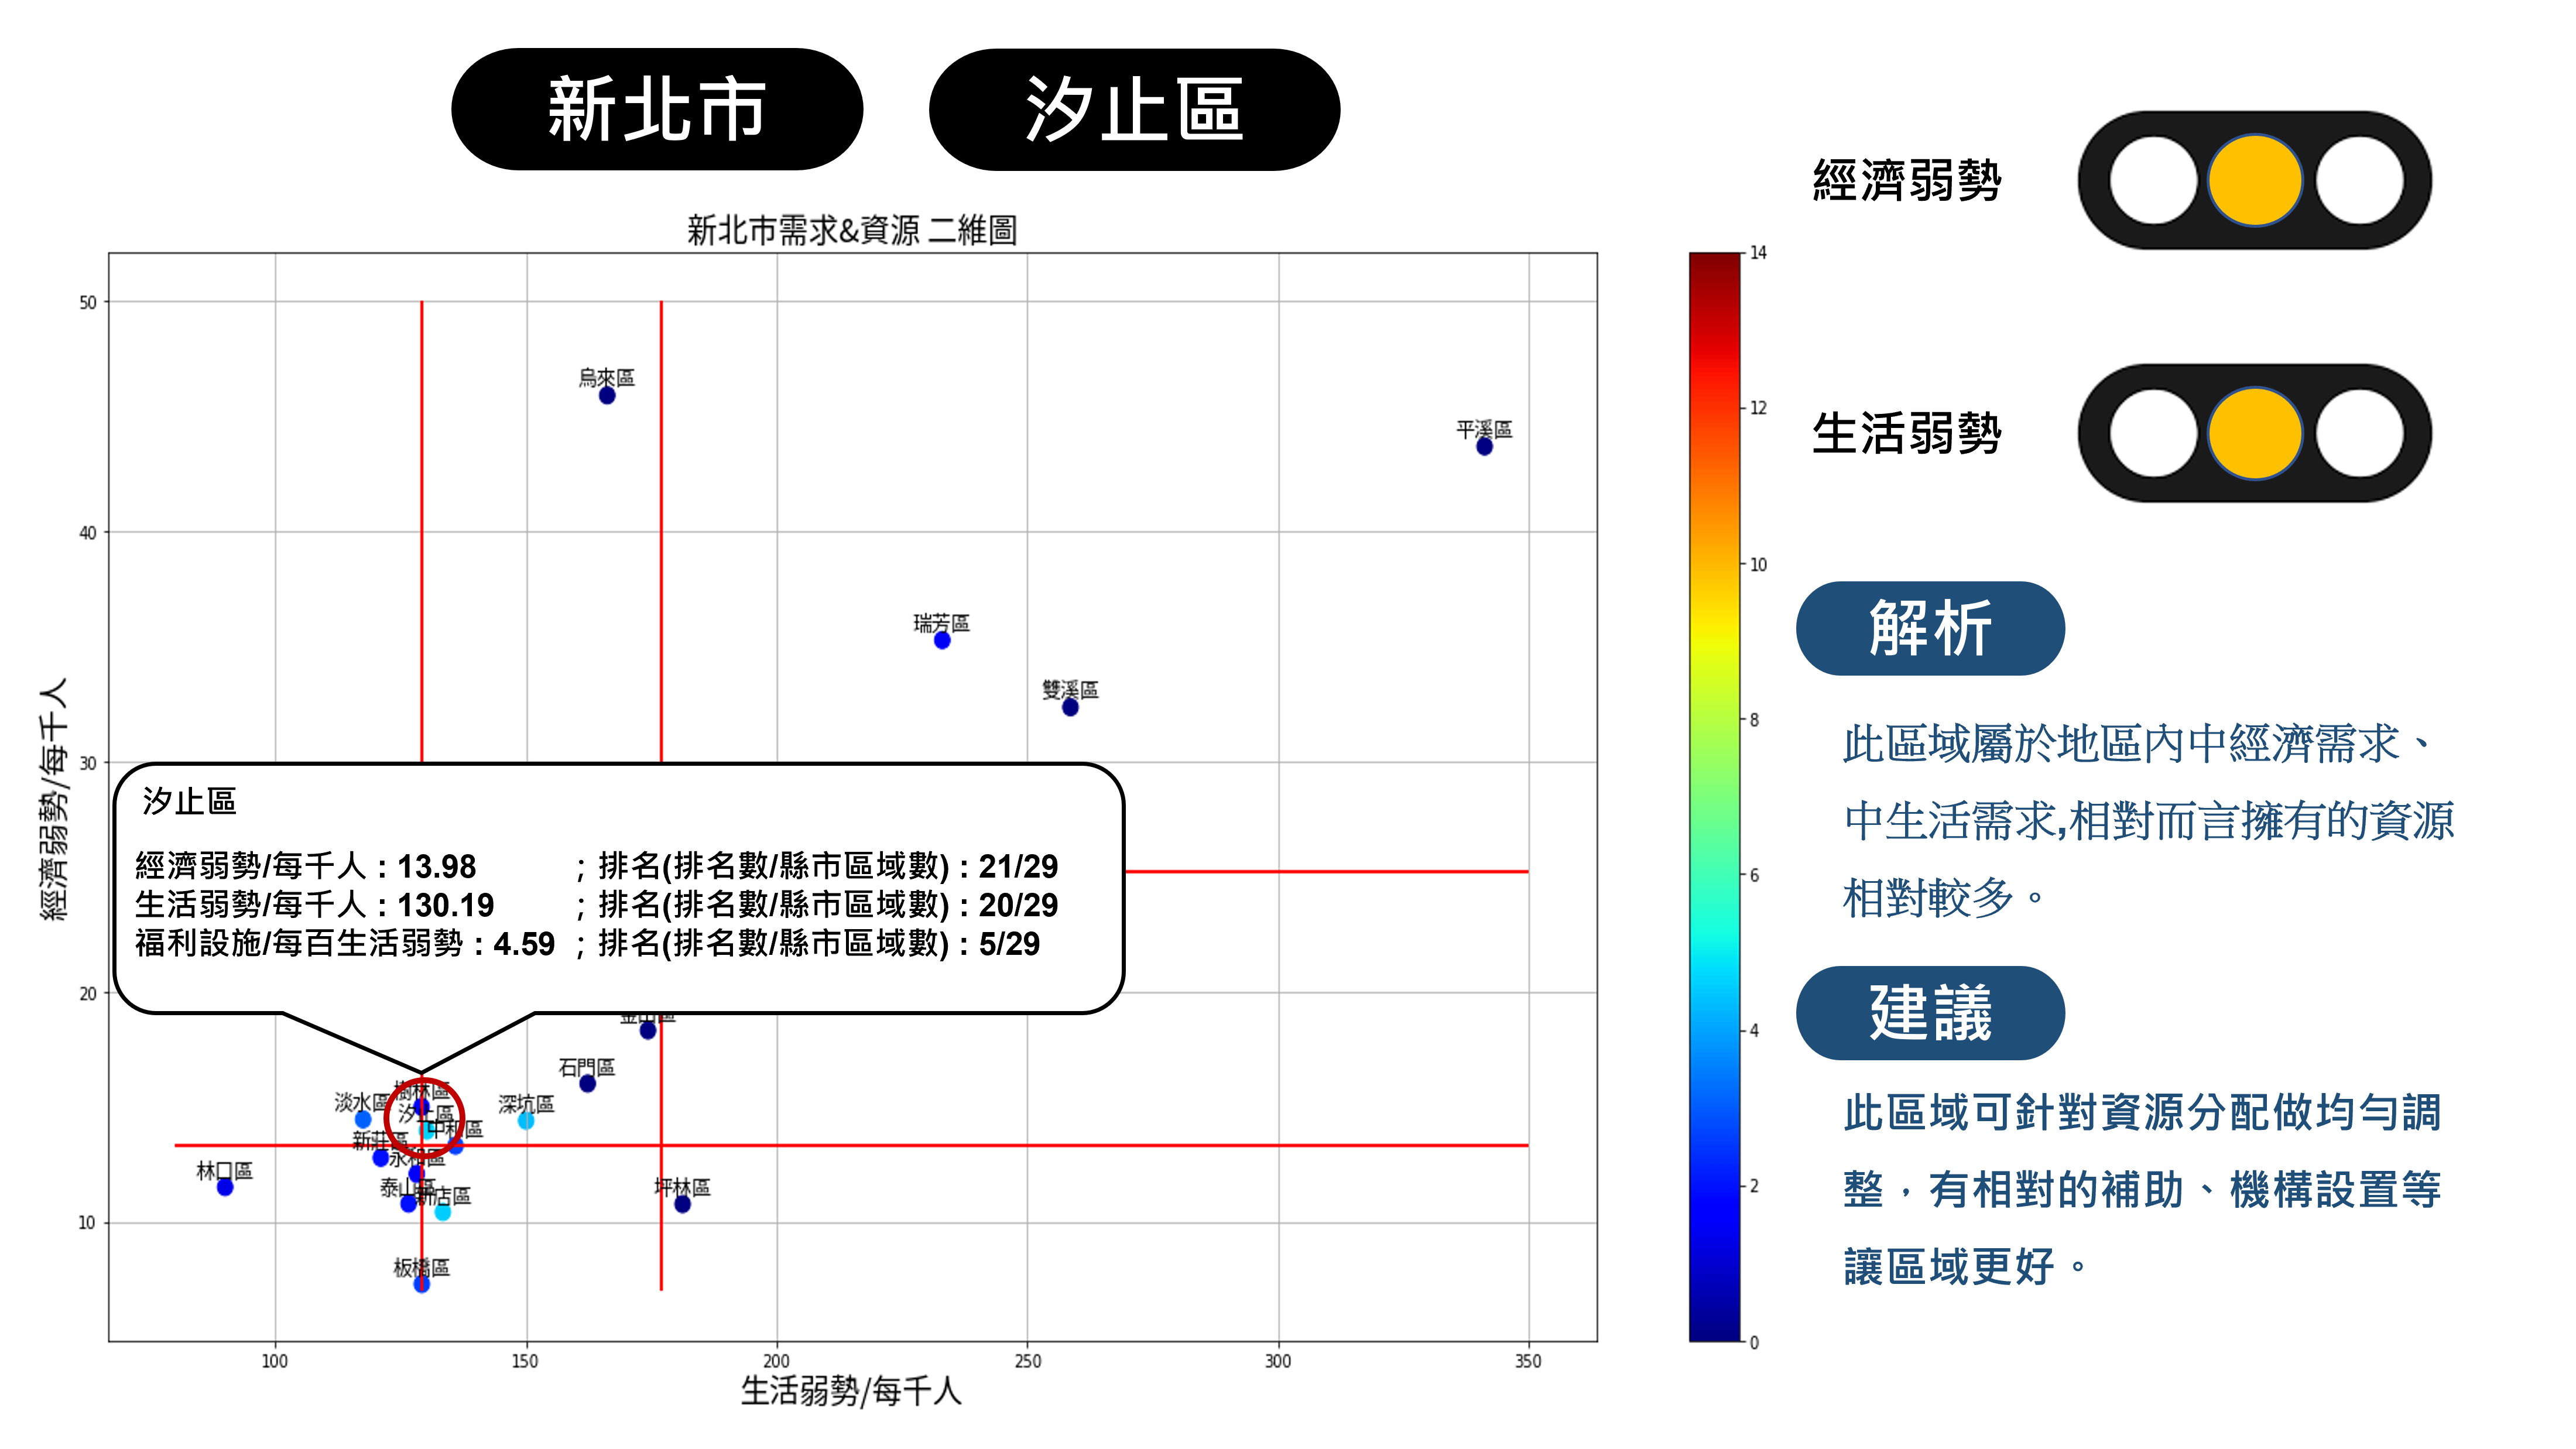 新北市
汐止區
經濟弱勢
新北市需求&資源 二維圖
生活弱勢
解析
此區域屬於地區內中經濟需求、
中生活需求,相對而言擁有的資源
相對較多。
建議
此區域可針對資源分配做均勻調
整,有相對的補助、機構設置等
讓區域更好。
經濟弱勢/每千人
50
40
30
20
10
烏來區
平溪區
瑞芳區
雙溪區
汐止區
經濟弱勢/每千人 : 13.98 ; 排名(排名數/縣市區域數) : 21/29
生活弱勢/每千人 : 130.19 ; 排名(排名數/縣市區域數) : 20/29
福利設施/每百生活弱勢 : 4.59 ; 排名(排名數/縣市區域數) : 5/29
石門區
淡水區
樹林區
深坑區
汐止區
中和區
新莊區
永和區
林口區
泰山區
新店區
坪林區
板橋區
100
150
200
250
300
350
生活弱勢/每千人
14
12
10
8
6
4
2
0